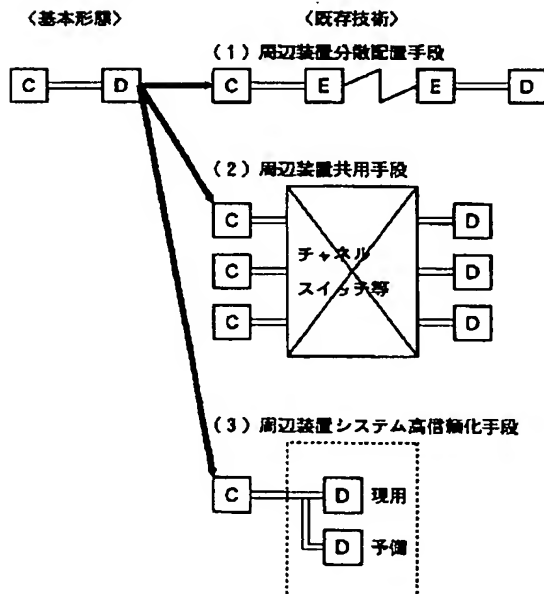 〈基本形態〉 〈既存技術〉
(1)周辺装置分散配置手段
C D C E E D
(2)周辺装置共用手段
C D
チャネル
C D
スイッチ等
C D
(3)周辺装置システム高信頼化手段
C D 現用
D 予備